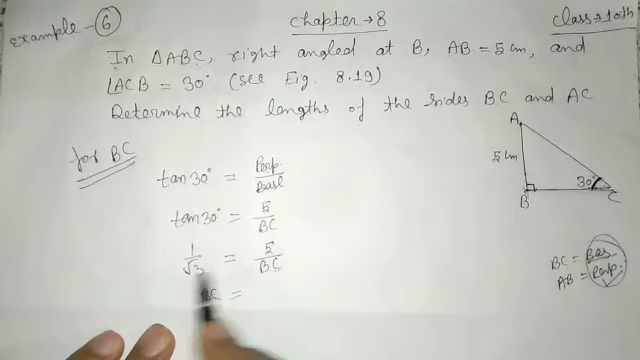 Example - 6
Chapter → 8
Class → 10th
In ΔABC, right angled at B, AB = 5 cm, and
∠ACB = 30° (see Fig. 8.19)
Determine the lengths of the sides BC and AC
for BC
tan 30° = Perp. / Base
tan 30° = 5 / BC
1 / √3 = 5 / BC
BC =
A
5 cm
30°
B
C
BC = Bas
AB = Perp.